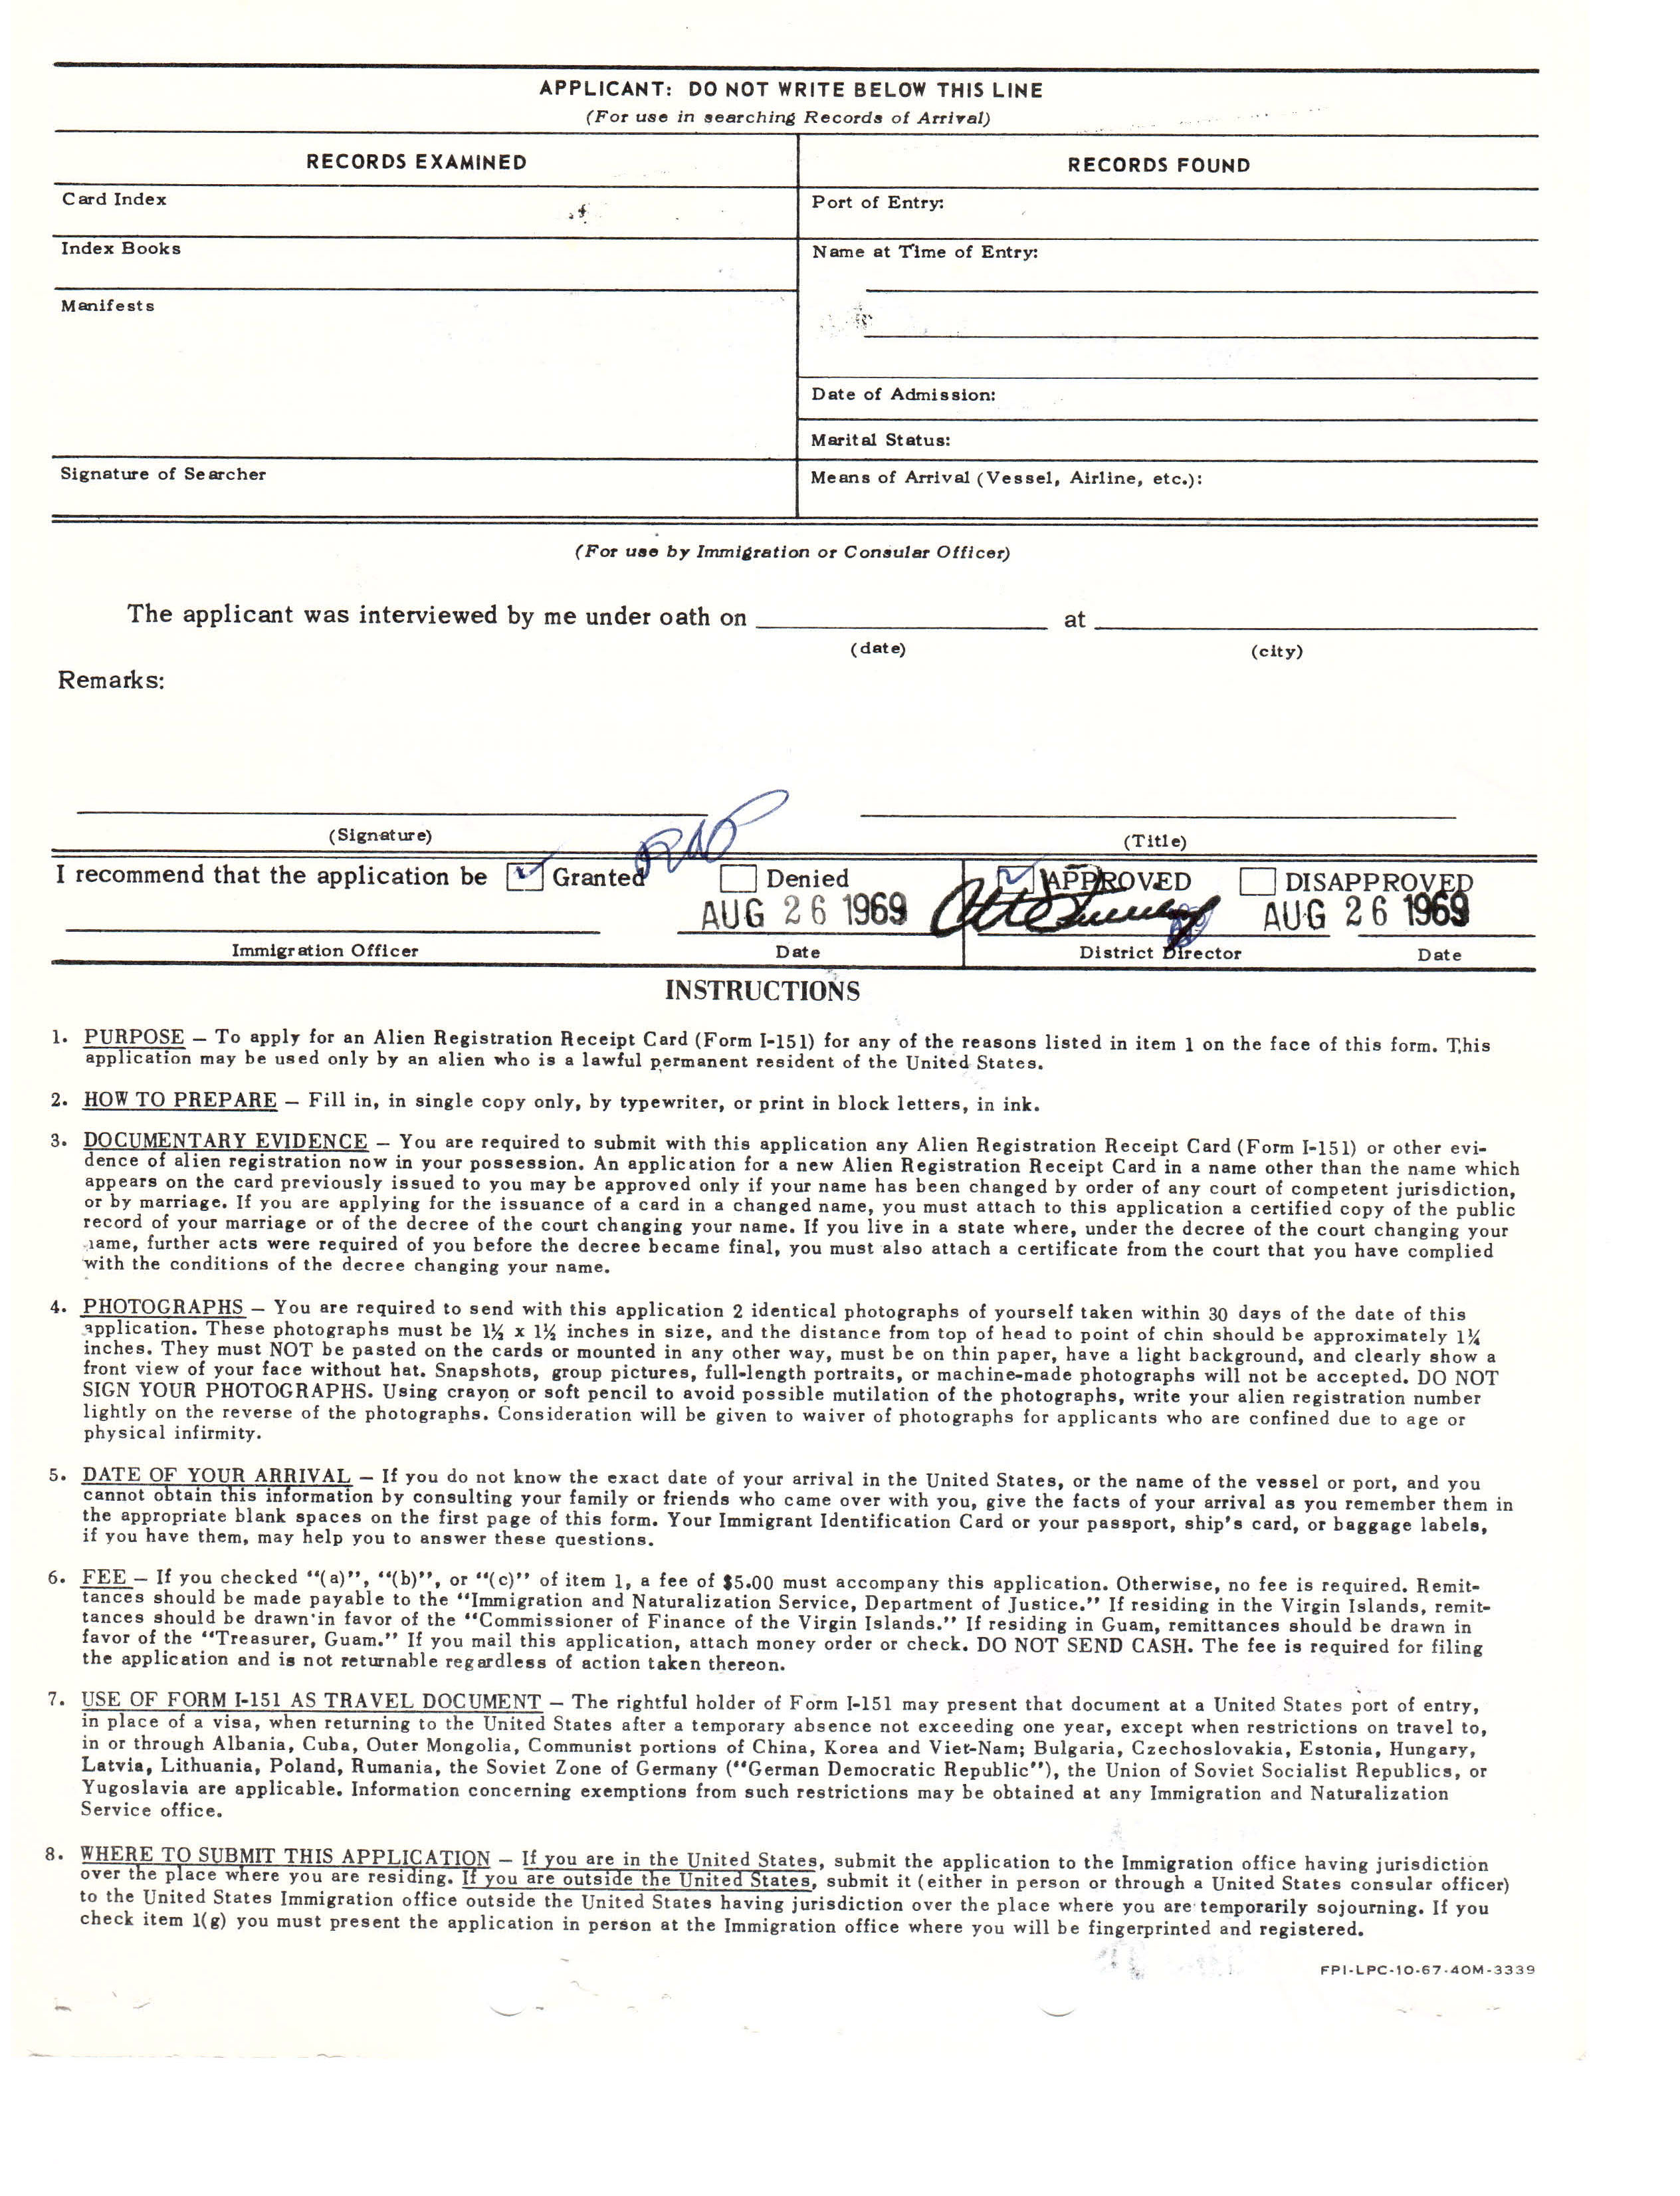 APPLICANT: DO NOT WRITE BELOW THIS LINE
(For use in searching Records of Arrival)
RECORDS EXAMINED
RECORDS FOUND
Card Index
Port of Entry:
Index Books
Name at Time of Entry:
Manifests
Date of Admission:
Marital Status:
Signature of Searcher
Means of Arrival (Vessel, Airline, etc.):
(For use by Immigration or Consular Officer)
The applicant was interviewed by me under oath on ____ at ____
(date)
(city)
Remarks:
(Signature)
(Title)
I recommend that the application be Granted Denied
APPROVED DISAPPROVED
AUG 26 1969
AUG 26 1969
Immigration Officer
Date
District Director
Date
INSTRUCTIONS
1. PURPOSE — To apply for an Alien Registration Receipt Card (Form I-151) for any of the reasons listed in item 1 on the face of this form. This
application may be used only by an alien who is a lawful permanent resident of the United States.
2. HOW TO PREPARE — Fill in, in single copy only, by typewriter, or print in block letters, in ink.
3. DOCUMENTARY EVIDENCE — You are required to submit with this application any Alien Registration Receipt Card (Form I-151) or other evi-
dence of alien registration now in your possession. An application for a new Alien Registration Receipt Card in a name other than the name which
appears on the card previously issued to you may be approved only if your name has been changed by order of any court of competent jurisdiction,
or by marriage. If you are applying for the issuance of a card in a changed name, you must attach to this application a certified copy of the public
record of your marriage or of the decree of the court changing your name. If you live in a state where, under the decree of the court changing your
name, further acts were required of you before the decree became final, you must also attach a certificate from the court that you have complied
with the conditions of the decree changing your name.
4. PHOTOGRAPHS — You are required to send with this application 2 identical photographs of yourself taken within 30 days of the date of this
application. These photographs must be 1½ x 1½ inches in size, and the distance from top of head to point of chin should be approximately 1¼
inches. They must NOT be pasted on the cards or mounted in any other way, must be on thin paper, have a light background, and clearly show a
front view of your face without hat. Snapshots, group pictures, full-length portraits, or machine-made photographs will not be accepted. DO NOT
SIGN YOUR PHOTOGRAPHS. Using crayon or soft pencil to avoid possible mutilation of the photographs, write your alien registration number
lightly on the reverse of the photographs. Consideration will be given to waiver of photographs for applicants who are confined due to age or
physical infirmity.
5. DATE OF YOUR ARRIVAL — If you do not know the exact date of your arrival in the United States, or the name of the vessel or port, and you
cannot obtain this information by consulting your family or friends who came over with you, give the facts of your arrival as you remember them in
the appropriate blank spaces on the first page of this form. Your Immigrant Identification Card or your passport, ship's card, or baggage labels,
if you have them, may help you to answer these questions.
6. FEE — If you checked "(a)", "(b)", or "(c)" of item 1, a fee of $5.00 must accompany this application. Otherwise, no fee is required. Remit-
tances should be made payable to the "Immigration and Naturalization Service, Department of Justice." If residing in the Virgin Islands, remit-
tances should be drawn in favor of the "Commissioner of Finance of the Virgin Islands." If residing in Guam, remittances should be drawn in
favor of the "Treasurer, Guam." If you mail this application, attach money order or check. DO NOT SEND CASH. The fee is required for filing
the application and is not returnable regardless of action taken thereon.
7. USE OF FORM I-151 AS TRAVEL DOCUMENT — The rightful holder of Form I-151 may present that document at a United States port of entry,
in place of a visa, when returning to the United States after a temporary absence not exceeding one year, except when restrictions on travel to,
in or through Albania, Cuba, Outer Mongolia, Communist portions of China, Korea and Viet-Nam; Bulgaria, Czechoslovakia, Estonia, Hungary,
Latvia, Lithuania, Poland, Rumania, the Soviet Zone of Germany ("German Democratic Republic"), the Union of Soviet Socialist Republics, or
Yugoslavia are applicable. Information concerning exemptions from such restrictions may be obtained at any Immigration and Naturalization
Service office.
8. WHERE TO SUBMIT THIS APPLICATION — If you are in the United States, submit the application to the Immigration office having jurisdiction
over the place where you are residing. If you are outside the United States, submit it (either in person or through a United States consular officer)
to the United States Immigration office outside the United States having jurisdiction over the place where you are temporarily sojourning. If you
check item 1(g) you must present the application in person at the Immigration office where you will be fingerprinted and registered.
FPI-LPC-10-67-40M-3339